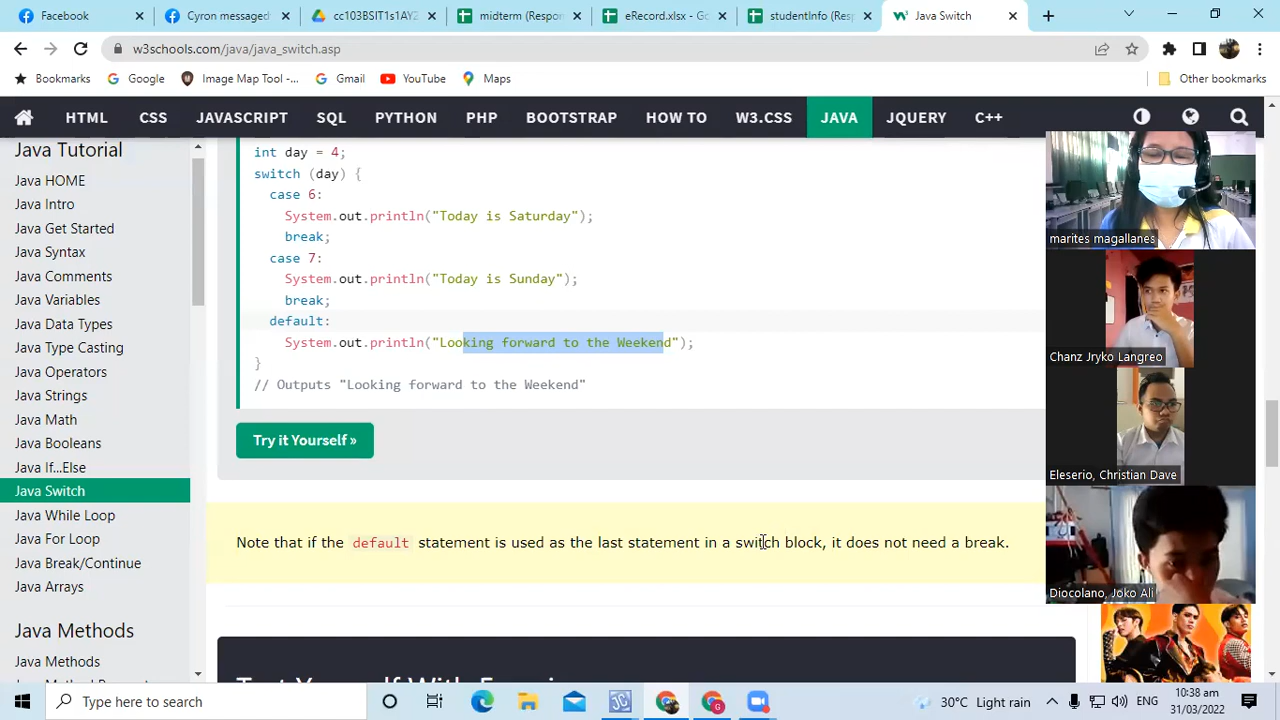 Facebook
Cyron messaged
cc103BSIT1s1AY2
midterm (Respon
eRecord.xlsx - Go
studentInfo (Resp
Java Switch
w3schools.com/java/java_switch.asp
Bookmarks
Google
Image Map Tool -...
Gmail
YouTube
Maps
Other bookmarks
HTML
CSS
JAVASCRIPT
SQL
PYTHON
PHP
BOOTSTRAP
HOW TO
W3.CSS
JAVA
JQUERY
C++
Java Tutorial
Java HOME
Java Intro
Java Get Started
Java Syntax
Java Comments
Java Variables
Java Data Types
Java Type Casting
Java Operators
Java Strings
Java Math
Java Booleans
Java If...Else
Java Switch
Java While Loop
Java For Loop
Java Break/Continue
Java Arrays
Java Methods
Java Methods
int day = 4;
switch (day) {
case 6:
System.out.println("Today is Saturday");
break;
case 7:
System.out.println("Today is Sunday");
break;
default:
System.out.println("Looking forward to the Weekend");
}
// Outputs "Looking forward to the Weekend"
Try it Yourself »
Note that if the default statement is used as the last statement in a switch block, it does not need a break.
marites magallanes
Chanz Jryko Langreo
Eleserio, Christian Dave
Diocolano, Joko Ali
Type here to search
30°C Light rain
ENG
10:38 am
31/03/2022